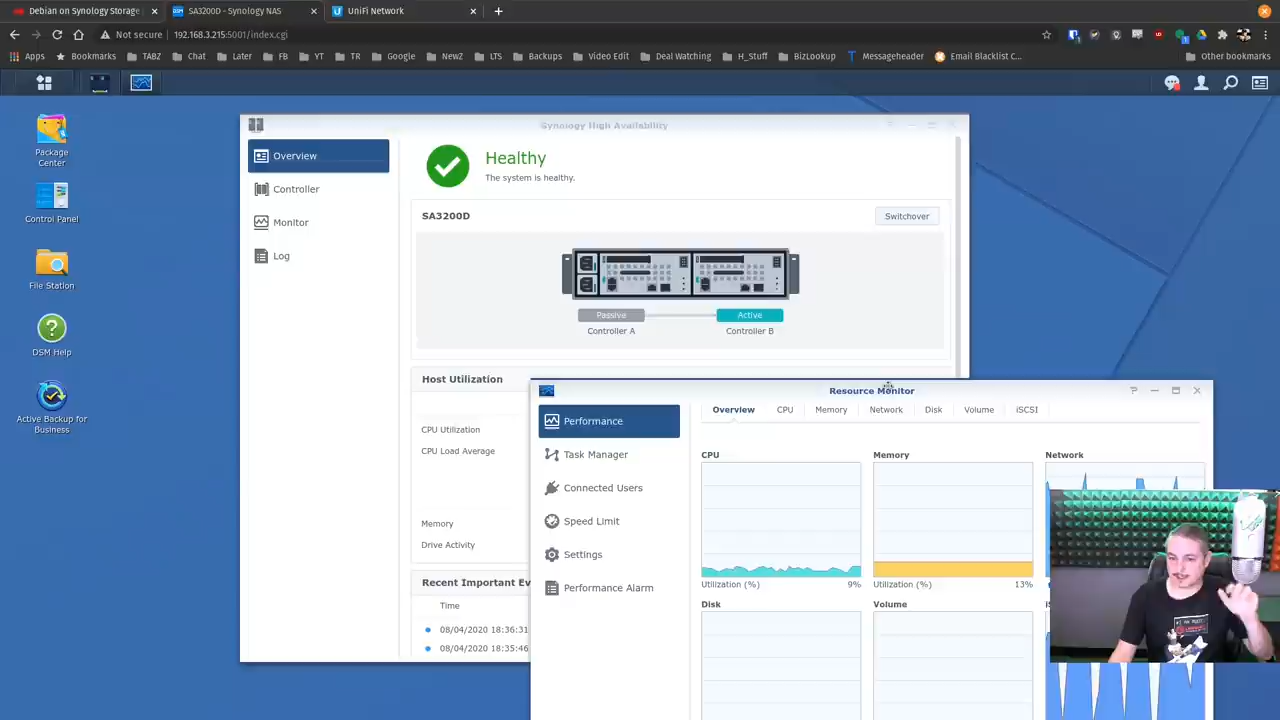 Debian on Synology Storage
SA3200D - Synology NAS
UniFi Network
Not secure
192.168.3.215:5001/index.cgi
Apps
Bookmarks
TABZ
Chat
Later
FB
YT
TR
Google
NewZ
LTS
Backups
Video Edit
Deal Watching
H_Stuff
BizLookup
Messageheader
Email Blacklist C...
Other bookmarks
Package
Center
Control Panel
File Station
DSM Help
Active Backup for
Business
Synology High Availability
Overview
Controller
Monitor
Log
Healthy
The system is healthy.
SA3200D
Switchover
Passive
Active
Controller A
Controller B
Host Utilization
CPU Utilization
CPU Load Average
Memory
Drive Activity
Recent Important Ev
Time
08/04/2020 18:36:31
08/04/2020 18:35:46
Resource Monitor
Performance
Task Manager
Connected Users
Speed Limit
Settings
Performance Alarm
Overview
CPU
Memory
Network
Disk
Volume
iSCSI
CPU
Memory
Network
Utilization (%)
9%
Utilization (%)
13%
Disk
Volume